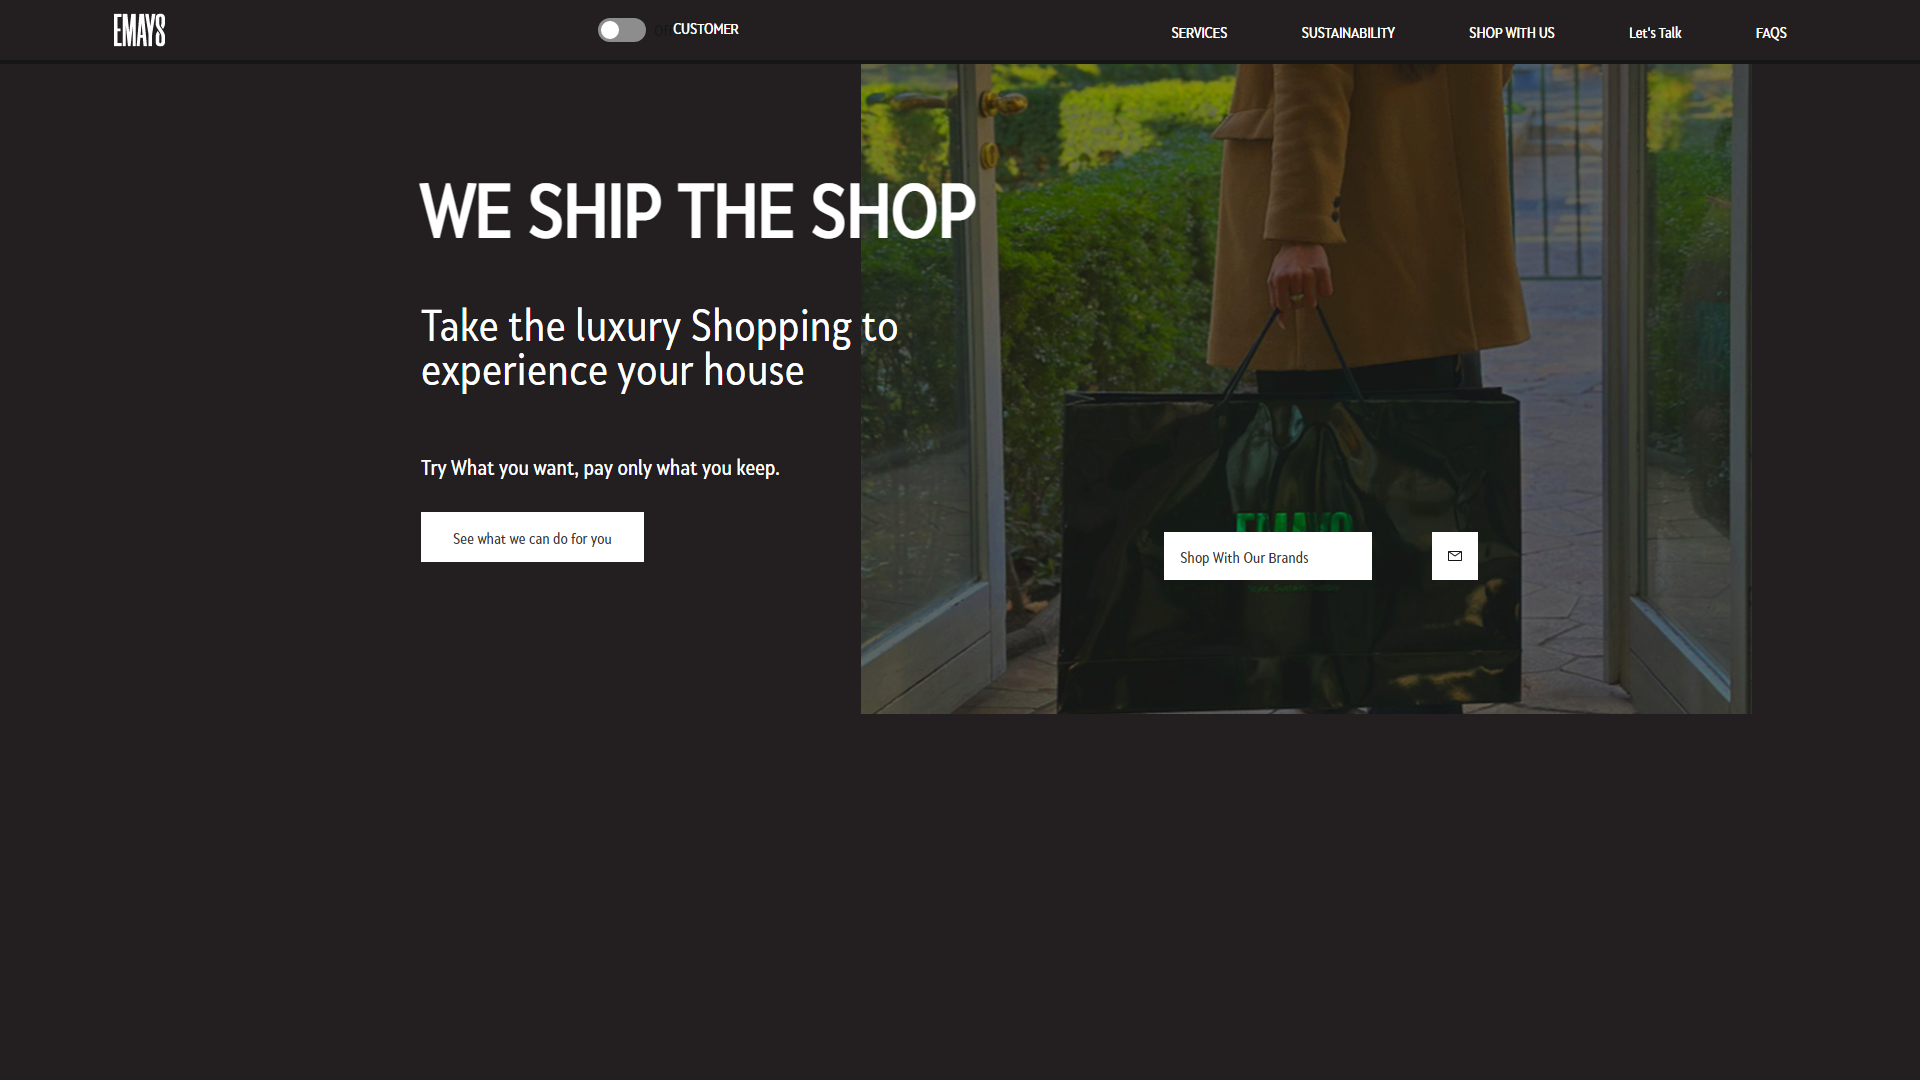 EMAYS
CUSTOMER
SERVICES
SUSTAINABILITY
SHOP WITH US
Let's Talk
FAQS
WE SHIP THE SHOP
Take the luxury Shopping to
experience your house
Try What you want, pay only what you keep.
See what we can do for you
EMAYS
Shop With Our Brands